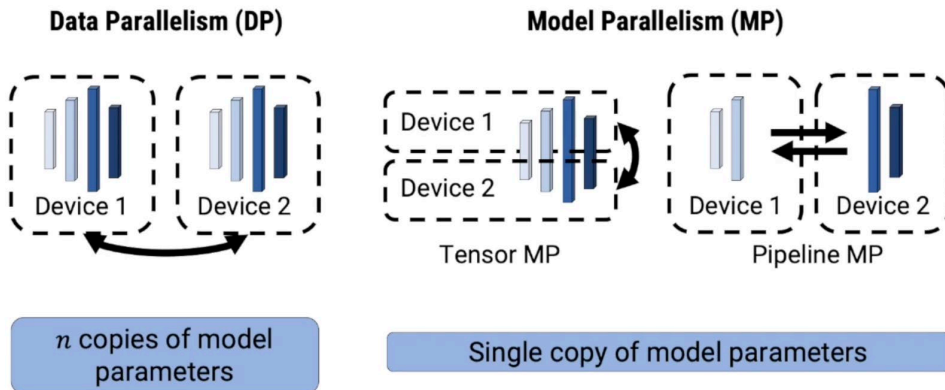 Data Parallelism (DP)
Model Parallelism (MP)
Device 1
Device 2
Device 1
Device 2
Tensor MP
Device 1
Device 2
Pipeline MP
n copies of model
parameters
Single copy of model parameters